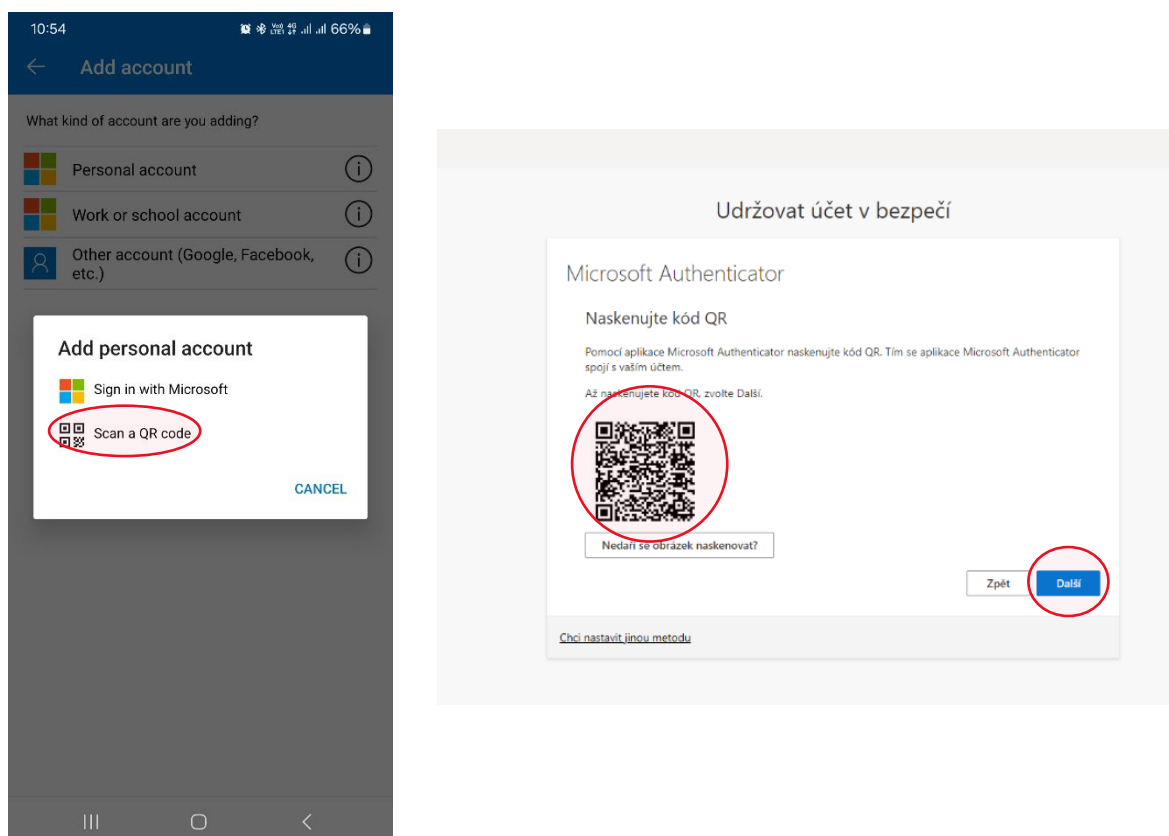 10:54
66%
Add account
What kind of account are you adding?
Personal account
Work or school account
Other account (Google, Facebook,
etc.)
Add personal account
Sign in with Microsoft
Scan a QR code
CANCEL
Udržovat účet v bezpečí
Microsoft Authenticator
Naskenujte kód QR
Pomocí aplikace Microsoft Authenticator naskenujte kód QR. Tím se aplikace Microsoft Authenticator
spojí s vaším účtem.
Až naskenujete kód QR, zvolte Další.
Nedaří se obrázek naskenovat?
Zpět
Další
Chci nastavit jinou metodu